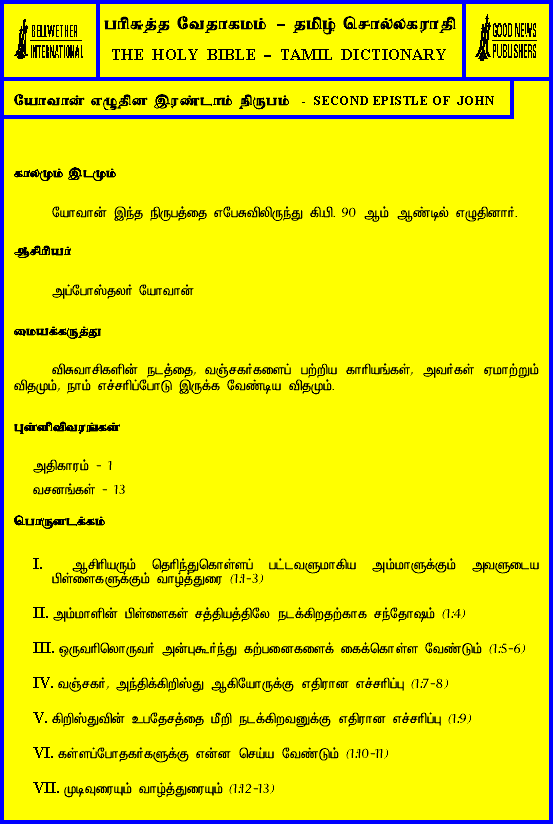 BELLWETHER
INTERNATIONAL
பரிசுத்த வேதாகமம் – தமிழ் சொல்லகராதி
THE HOLY BIBLE – TAMIL DICTIONARY
GOOD NEWS
PUBLISHERS
யோவான் எழுதின இரண்டாம் நிருபம் - SECOND EPISTLE OF JOHN
காலமும் இடமும்
யோவான் இந்த நிருபத்தை எபேசுவிலிருந்து கி.பி. 90 ஆம் ஆண்டில் எழுதினார்.
ஆசிரியர்
அப்போஸ்தலர் யோவான்
மையக்கருத்து
விசுவாசிகளின் நடத்தை, வஞ்சகர்களைப் பற்றிய காரியங்கள், அவர்கள் ஏமாற்றும்
விதமும், நாம் எச்சரிப்போடு இருக்க வேண்டிய விதமும்.
புள்ளிவிவரங்கள்
அதிகாரம் - 1
வசனங்கள் - 13
பொருளடக்கம்
I. ஆசிரியரும் தெரிந்துகொள்ளப் பட்டவளுமாகிய அம்மாளுக்கும் அவளுடைய
பிள்ளைகளுக்கும் வாழ்த்துரை (1:1-3)
II. அம்மாளின் பிள்ளைகள் சத்தியத்திலே நடக்கிறதற்காக சந்தோஷம் (1:4)
III. ஒருவரிலொருவர் அன்புகூர்ந்து கற்பனைகளைக் கைக்கொள்ள வேண்டும் (1:5-6)
IV. வஞ்சகர், அந்திக்கிறிஸ்து ஆகியோருக்கு எதிரான எச்சரிப்பு (1:7-8)
V. கிறிஸ்துவின் உபதேசத்தை மீறி நடக்கிறவனுக்கு எதிரான எச்சரிப்பு (1:9)
VI. கள்ளப்போதகர்களுக்கு என்ன செய்ய வேண்டும் (1:10-11)
VII. முடிவுரையும் வாழ்த்துரையும் (1:12-13)